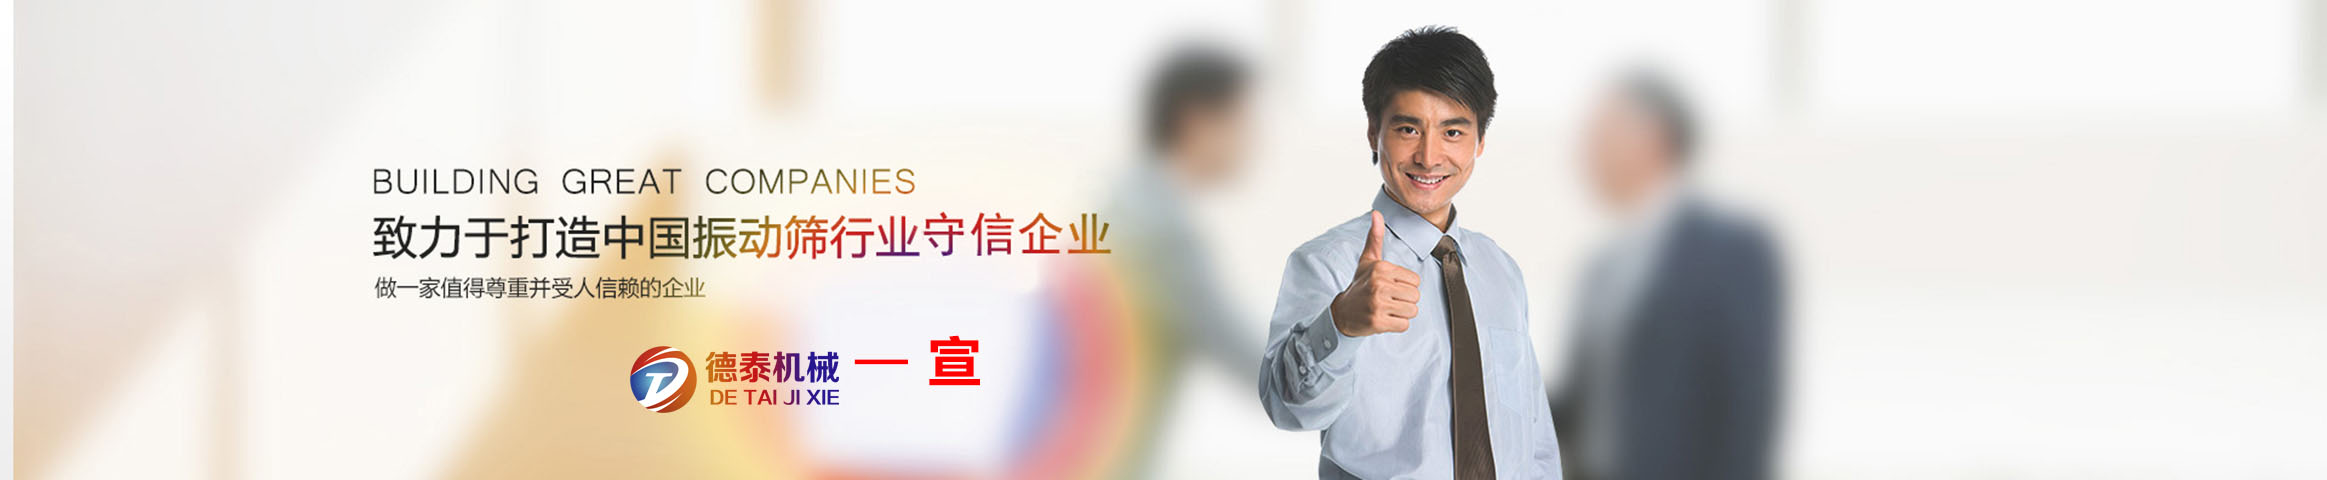 BUILDING GREAT COMPANIES
致力于打造中国振动筛行业守信企业
做一家值得尊重并受人信赖的企业
德泰机械 — 宣
DE TAI JI XIE